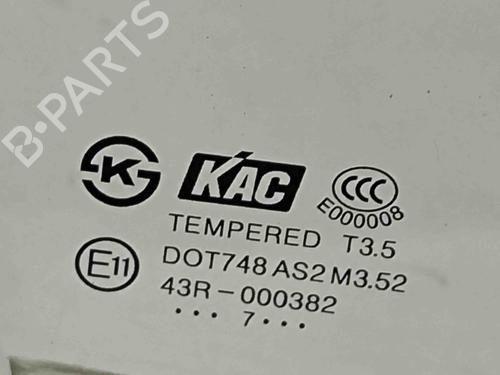 B-PARTS
K
KAC
CCC
E000008
TEMPERED T3.5
E11
DOT748 AS2 M3.52
43R-000382
••• 7•••